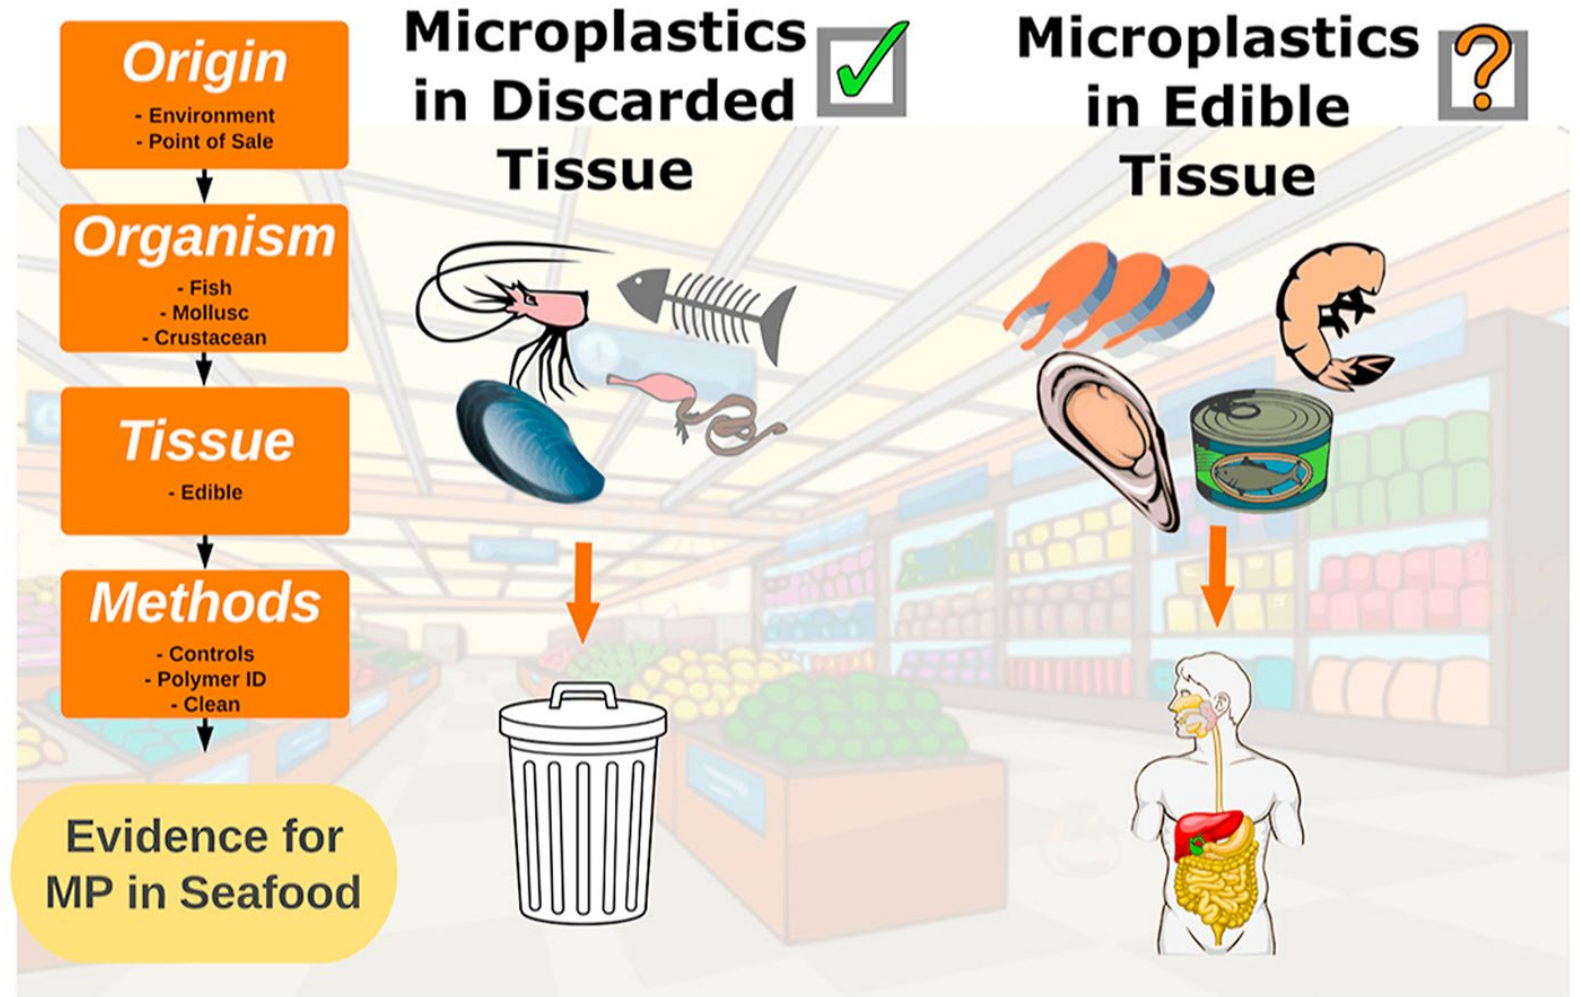 Origin
- Environment
- Point of Sale
Organism
- Fish
- Mollusc
- Crustacean
Tissue
- Edible
Methods
- Controls
- Polymer ID
- Clean
Evidence for
MP in Seafood
Microplastics
in Discarded
Tissue
Microplastics
in Edible
Tissue
?